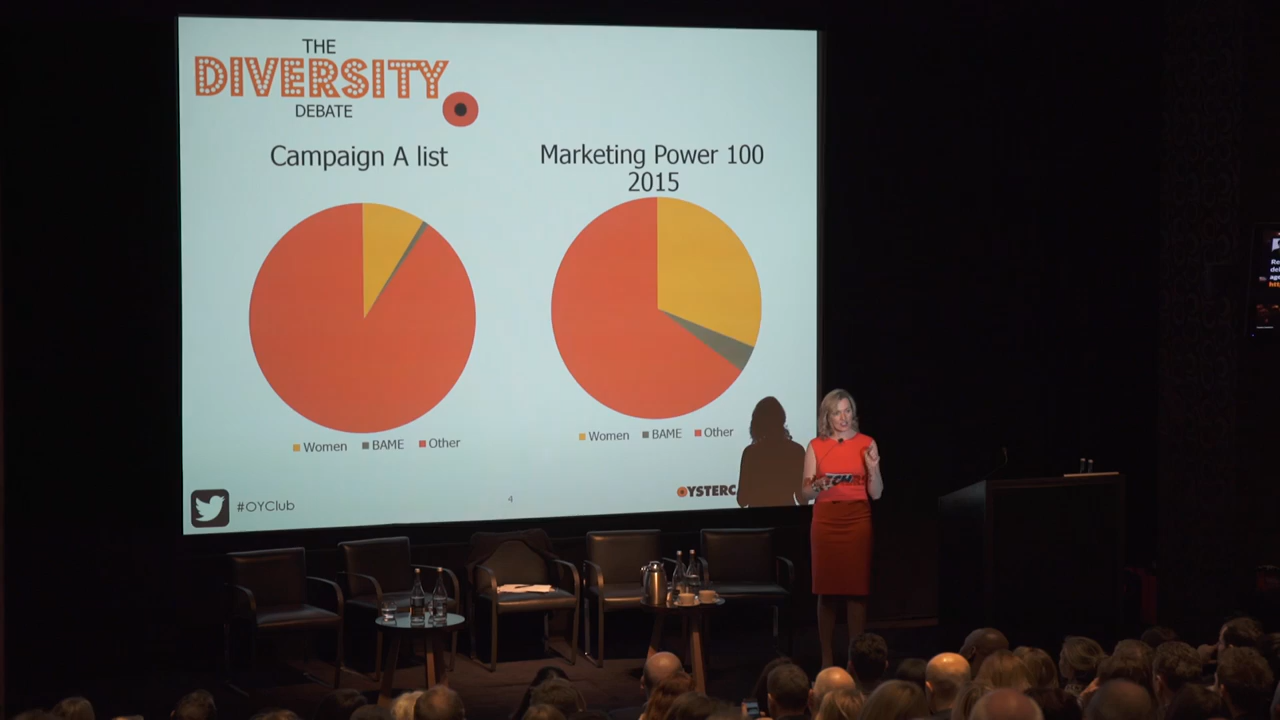 THE
DIVERSITY
DEBATE
Campaign A list
Marketing Power 100
2015
Women BAME Other
Women BAME Other
#OYClub
4
OYSTERC